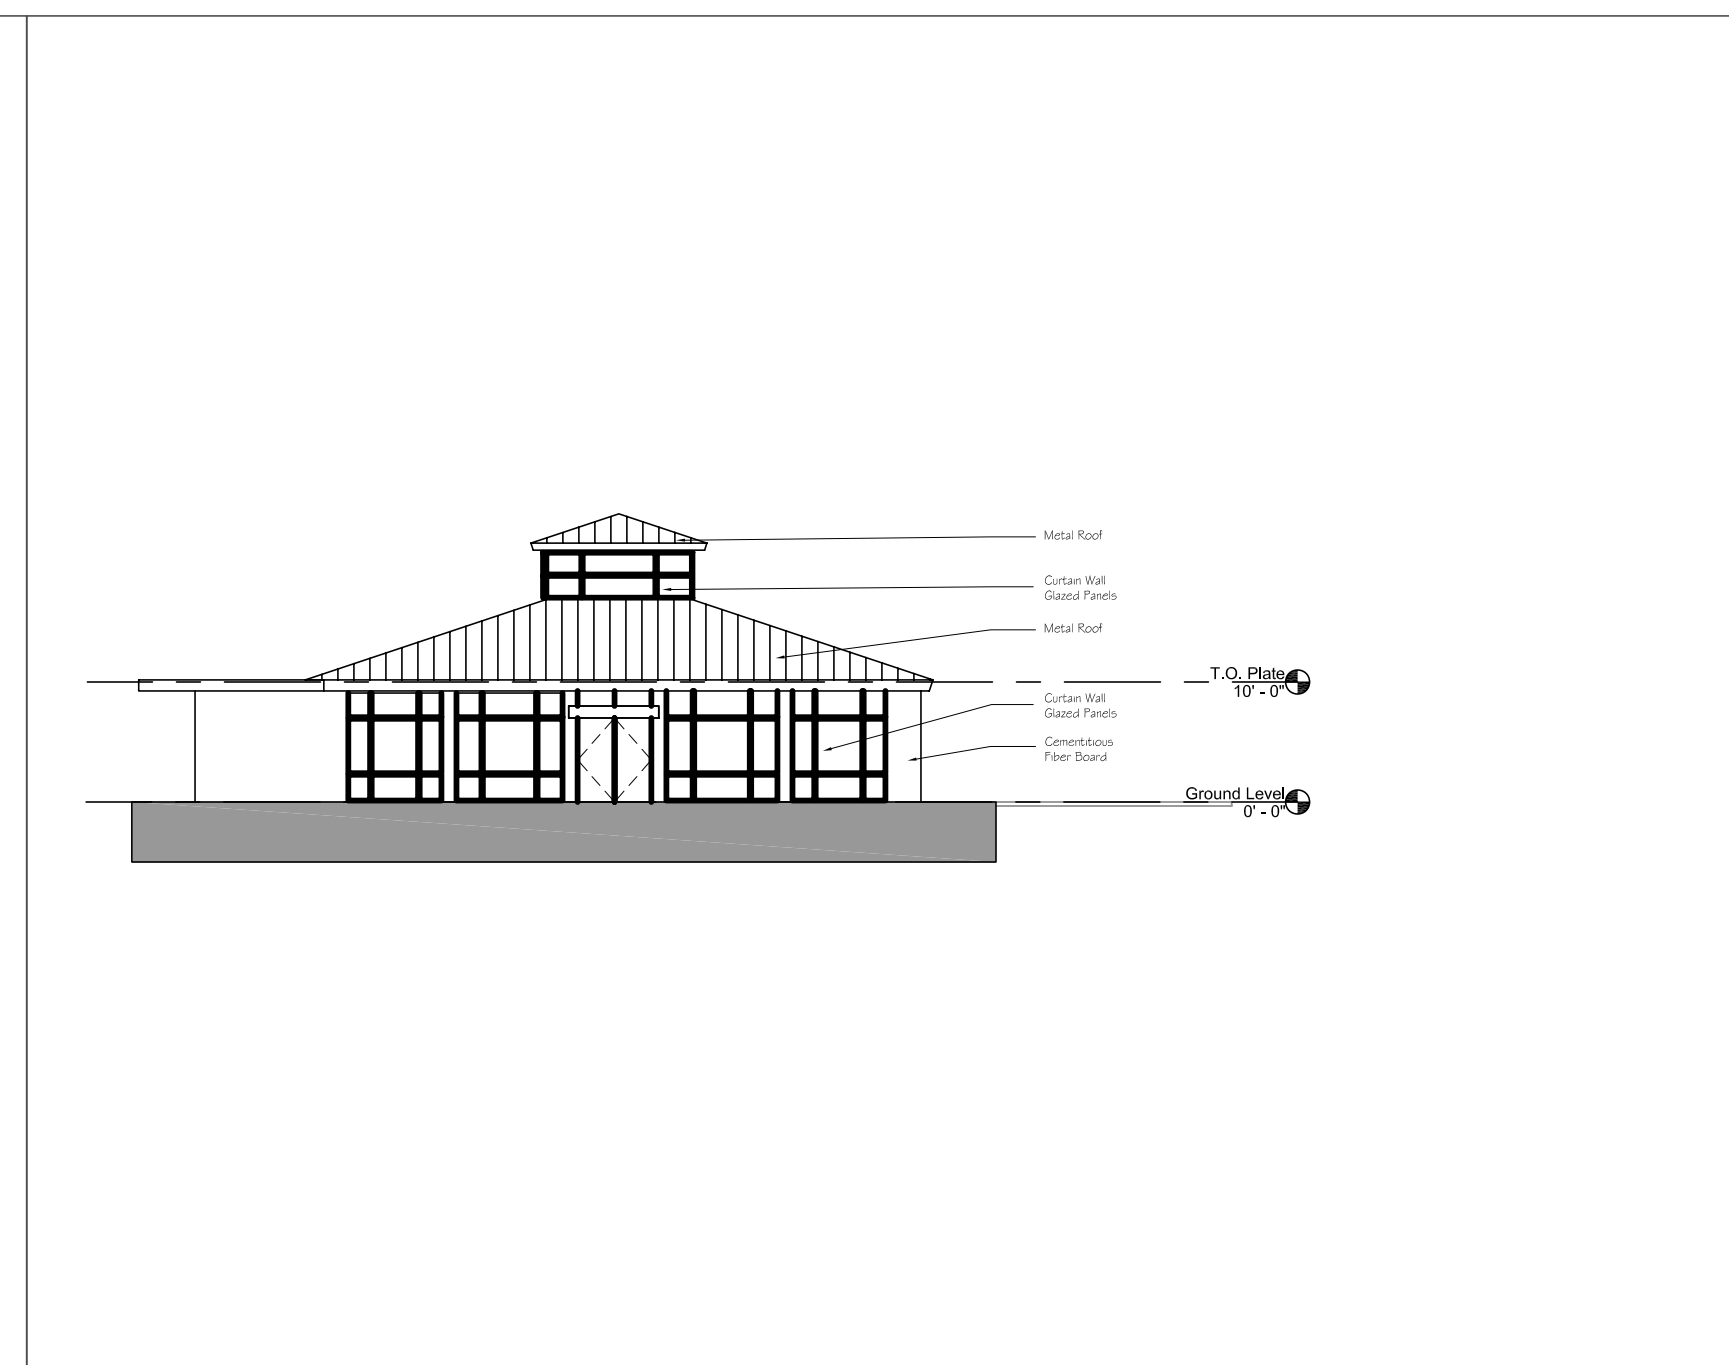 Metal Roof
Curtain Wall
Glazed Panels
Metal Roof
T.O. Plate
10' - 0"
Curtain Wall
Glazed Panels
Cementitious
Fiber Board
Ground Level
0' - 0"